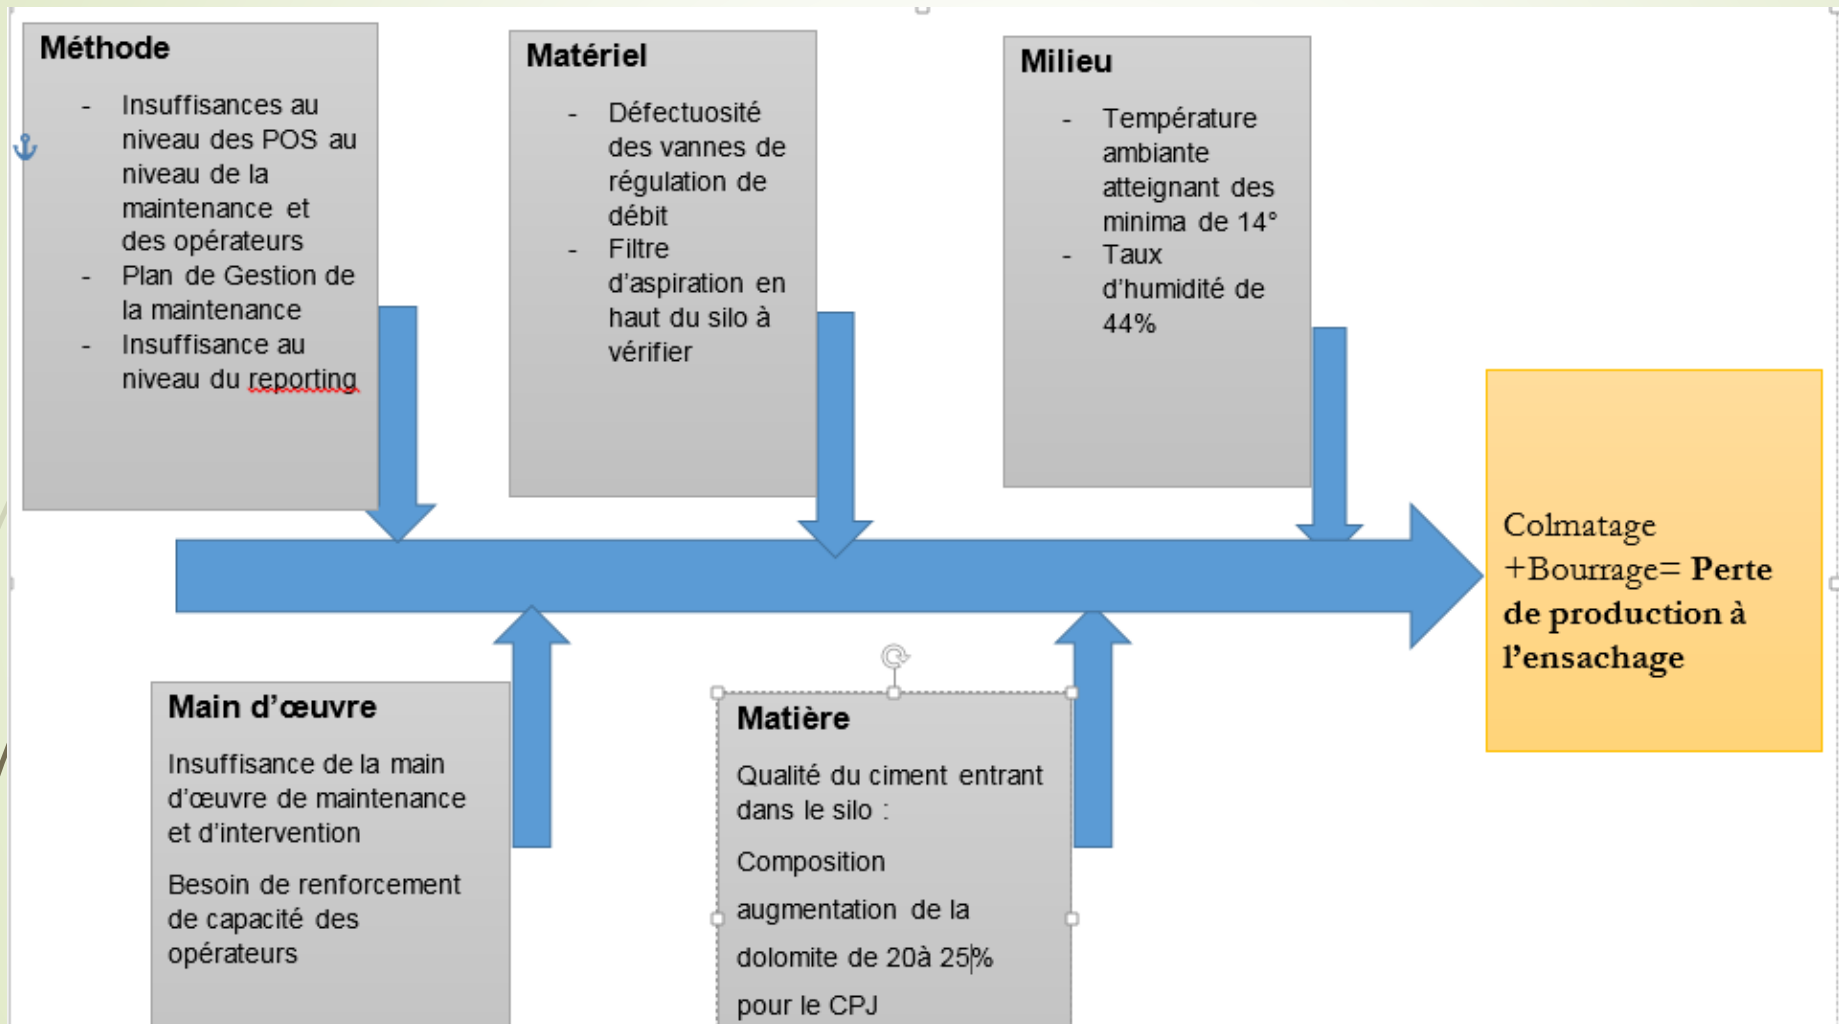 Méthode
- Insuffisances au
niveau des POS au
niveau de la
maintenance et
des opérateurs
- Plan de Gestion de
la maintenance
- Insuffisance au
niveau du reporting
Matériel
- Défectuosité
des vannes de
régulation de
débit
- Filtre
d'aspiration en
haut du silo à
vérifier
Milieu
- Température
ambiante
atteignant des
minima de 14°
- Taux
d'humidité de
44%
Colmatage
+Bourrage= Perte
de production à
l'ensachage
Main d'œuvre
Insuffisance de la main
d'œuvre de maintenance
et d'intervention
Besoin de renforcement
de capacité des
opérateurs
Matière
Qualité du ciment entrant
dans le silo :
Composition
augmentation de la
dolomite de 20à 25%
pour le CPJ